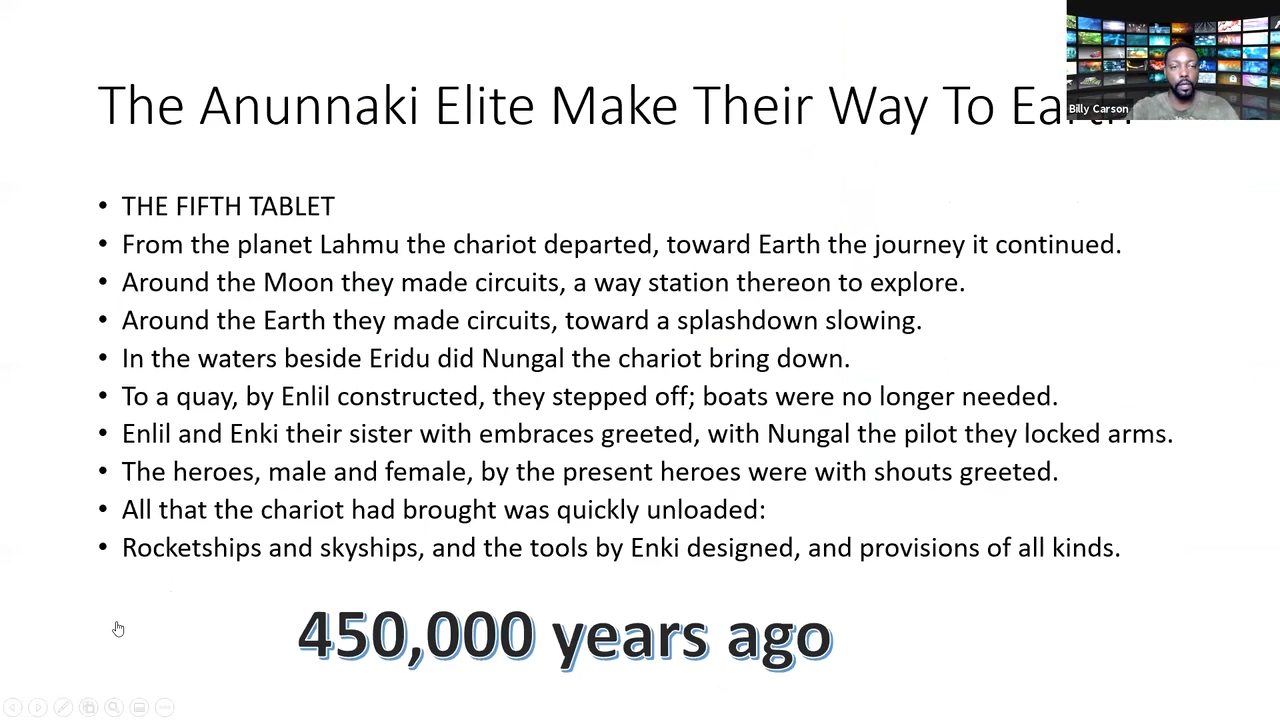 The Anunnaki Elite Make Their Way To Earth
Billy Carson
• THE FIFTH TABLET
• From the planet Lahmu the chariot departed, toward Earth the journey it continued.
• Around the Moon they made circuits, a way station thereon to explore.
• Around the Earth they made circuits, toward a splashdown slowing.
• In the waters beside Eridu did Nungal the chariot bring down.
• To a quay, by Enlil constructed, they stepped off; boats were no longer needed.
• Enlil and Enki their sister with embraces greeted, with Nungal the pilot they locked arms.
• The heroes, male and female, by the present heroes were with shouts greeted.
• All that the chariot had brought was quickly unloaded:
• Rocketships and skyships, and the tools by Enki designed, and provisions of all kinds.
450,000 years ago